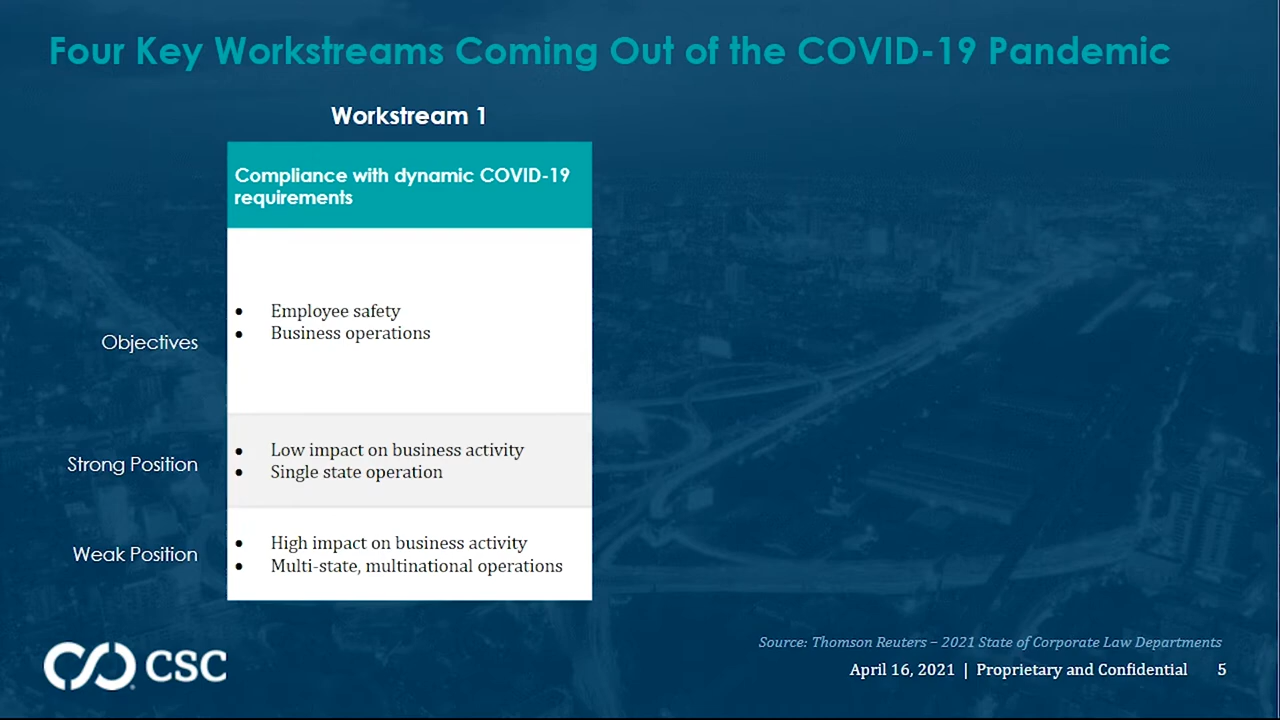 Four Key Workstreams Coming Out of the COVID-19 Pandemic
Workstream 1
Compliance with dynamic COVID-19
requirements
Objectives
• Employee safety
• Business operations
Strong Position
• Low impact on business activity
• Single state operation
Weak Position
• High impact on business activity
• Multi-state, multinational operations
Source: Thomson Reuters – 2021 State of Corporate Law Departments
CSC
April 16, 2021 | Proprietary and Confidential 5